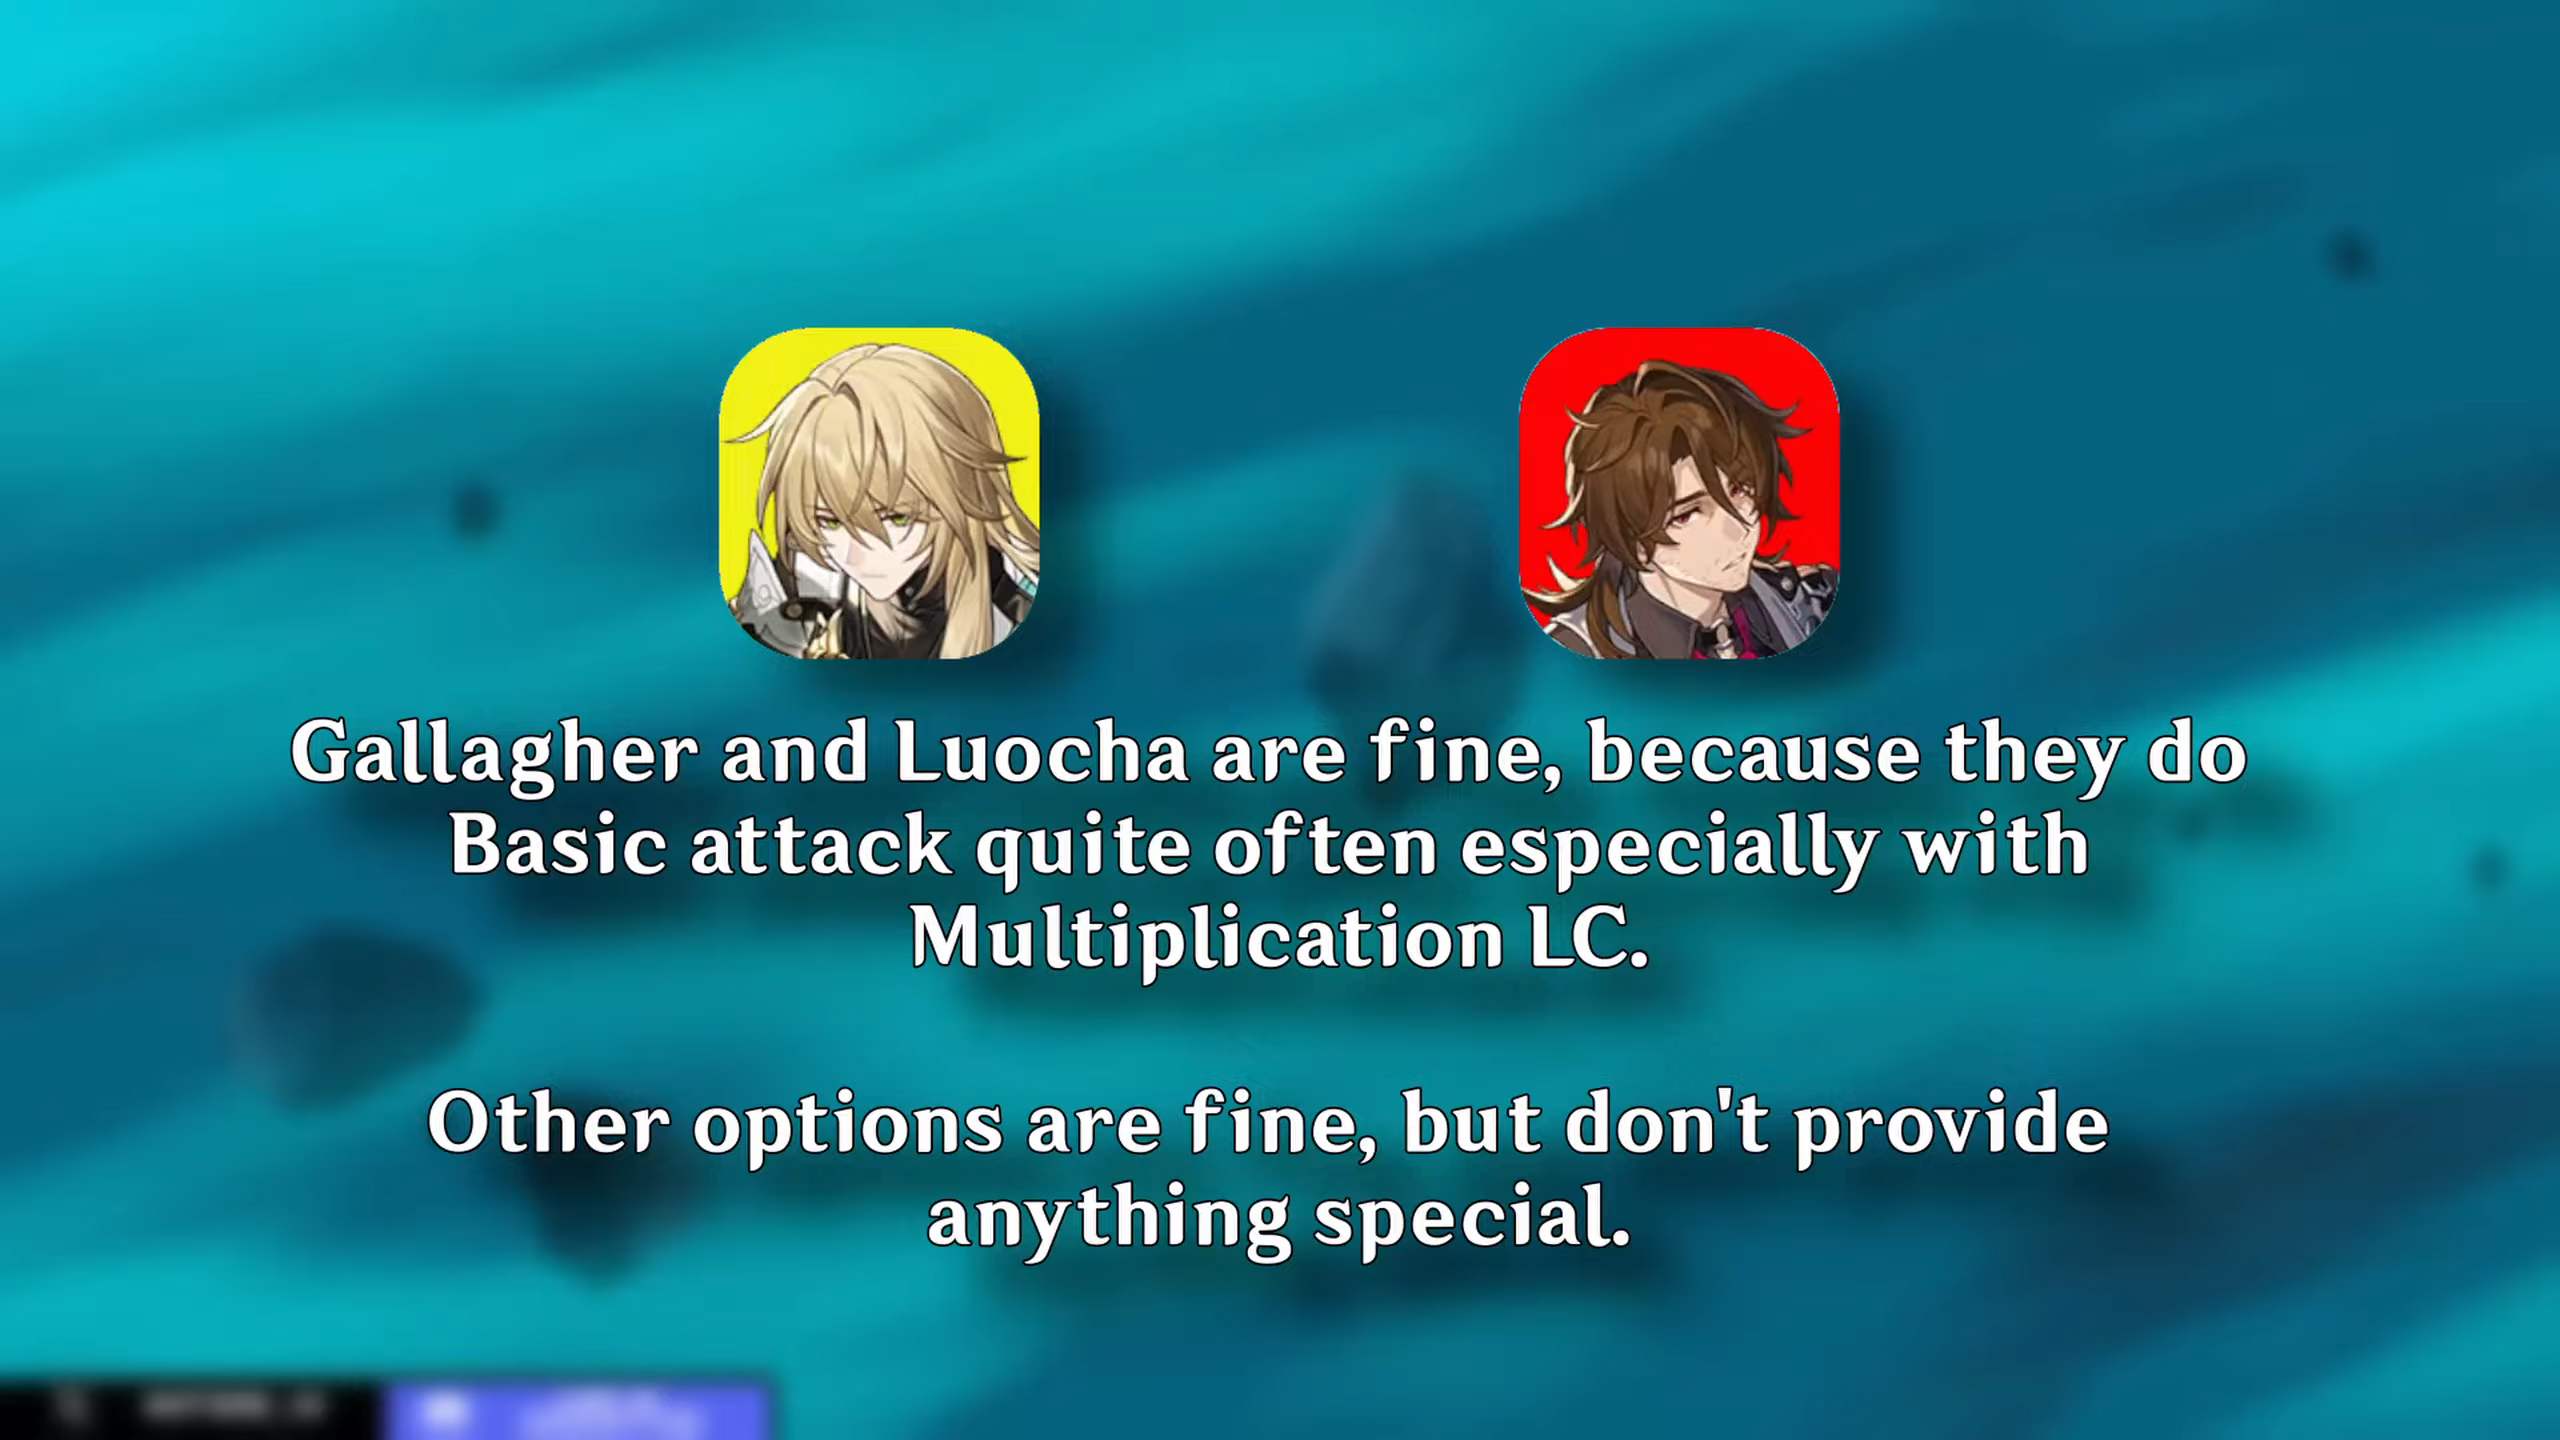 Gallagher and Luocha are fine, because they do
Basic attack quite often especially with
Multiplication LC.
Other options are fine, but don't provide
anything special.